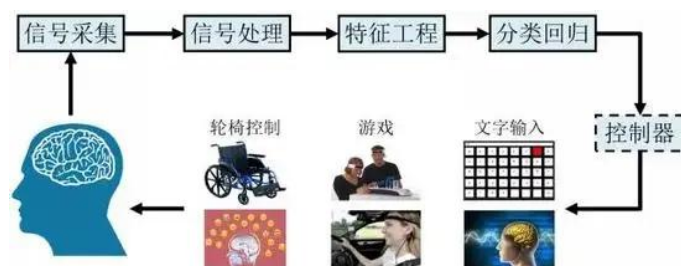 信号采集
信号处理
特征工程
分类回归
控制器
轮椅控制
游戏
文字输入